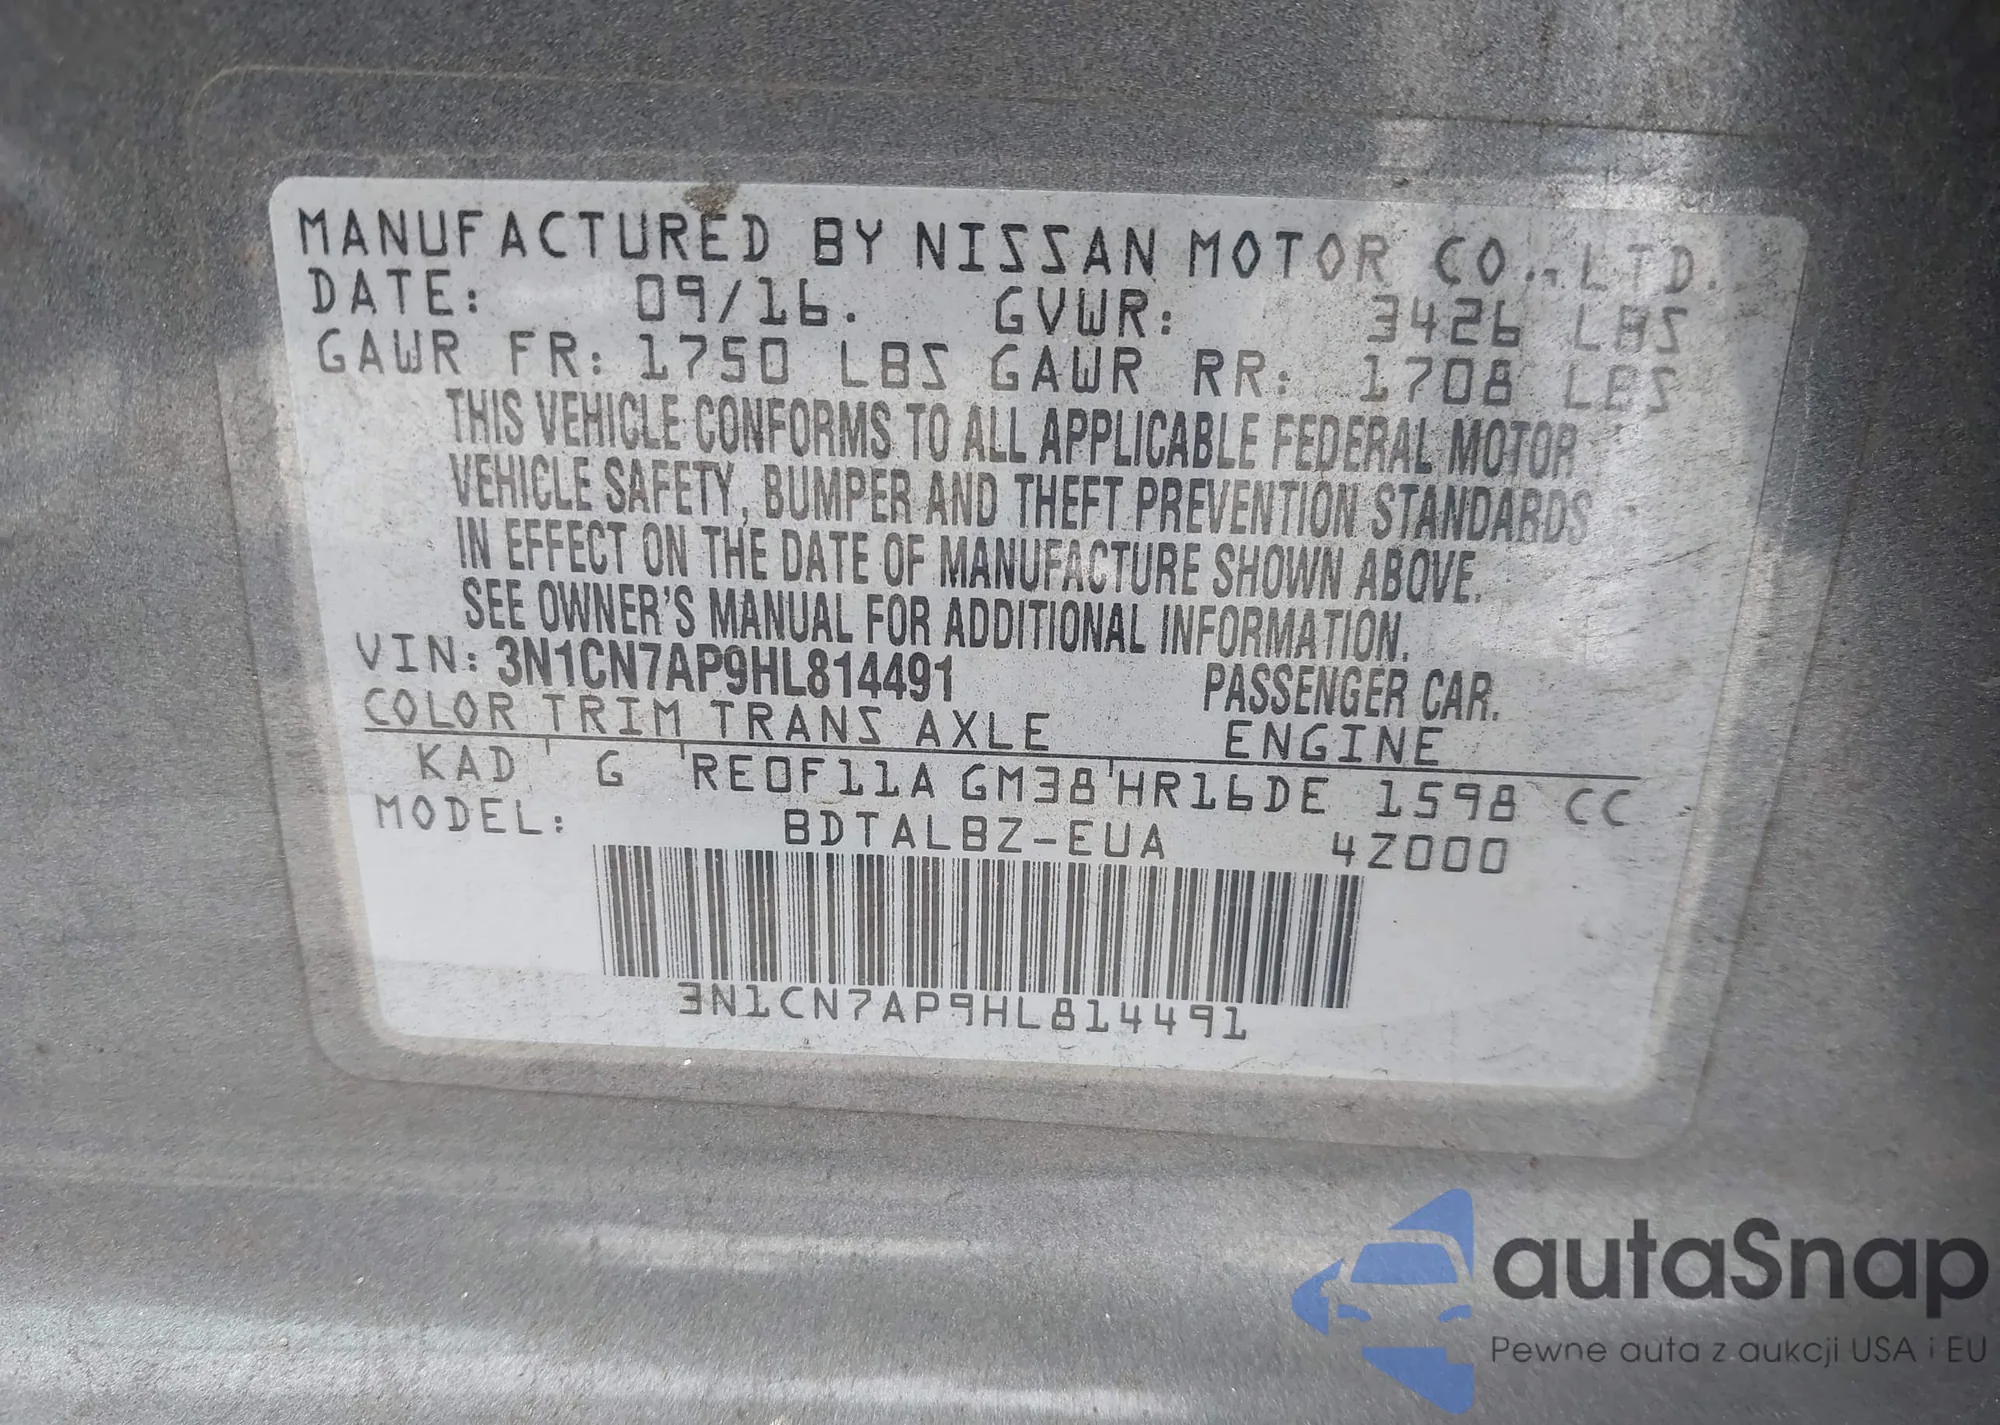 MANUFACTURED BY NISSAN MOTOR CO., LTD.
DATE: 09/16. GVWR: 3426 LBS
GAWR FR: 1750 LBS GAWR RR: 1708 LBS
THIS VEHICLE CONFORMS TO ALL APPLICABLE FEDERAL MOTOR
VEHICLE SAFETY, BUMPER AND THEFT PREVENTION STANDARDS
IN EFFECT ON THE DATE OF MANUFACTURE SHOWN ABOVE.
SEE OWNER'S MANUAL FOR ADDITIONAL INFORMATION.
VIN: 3N1CN7AP9HL814491 PASSENGER CAR.
COLOR TRIM TRANS AXLE ENGINE
KAD G RE0F11A GM38 HR16DE 1598 CC
MODEL: BDTALBZ-EUA 4Z000
3N1CN7AP9HL814491
autaSnap
Pewne auta z aukcji USA i EU